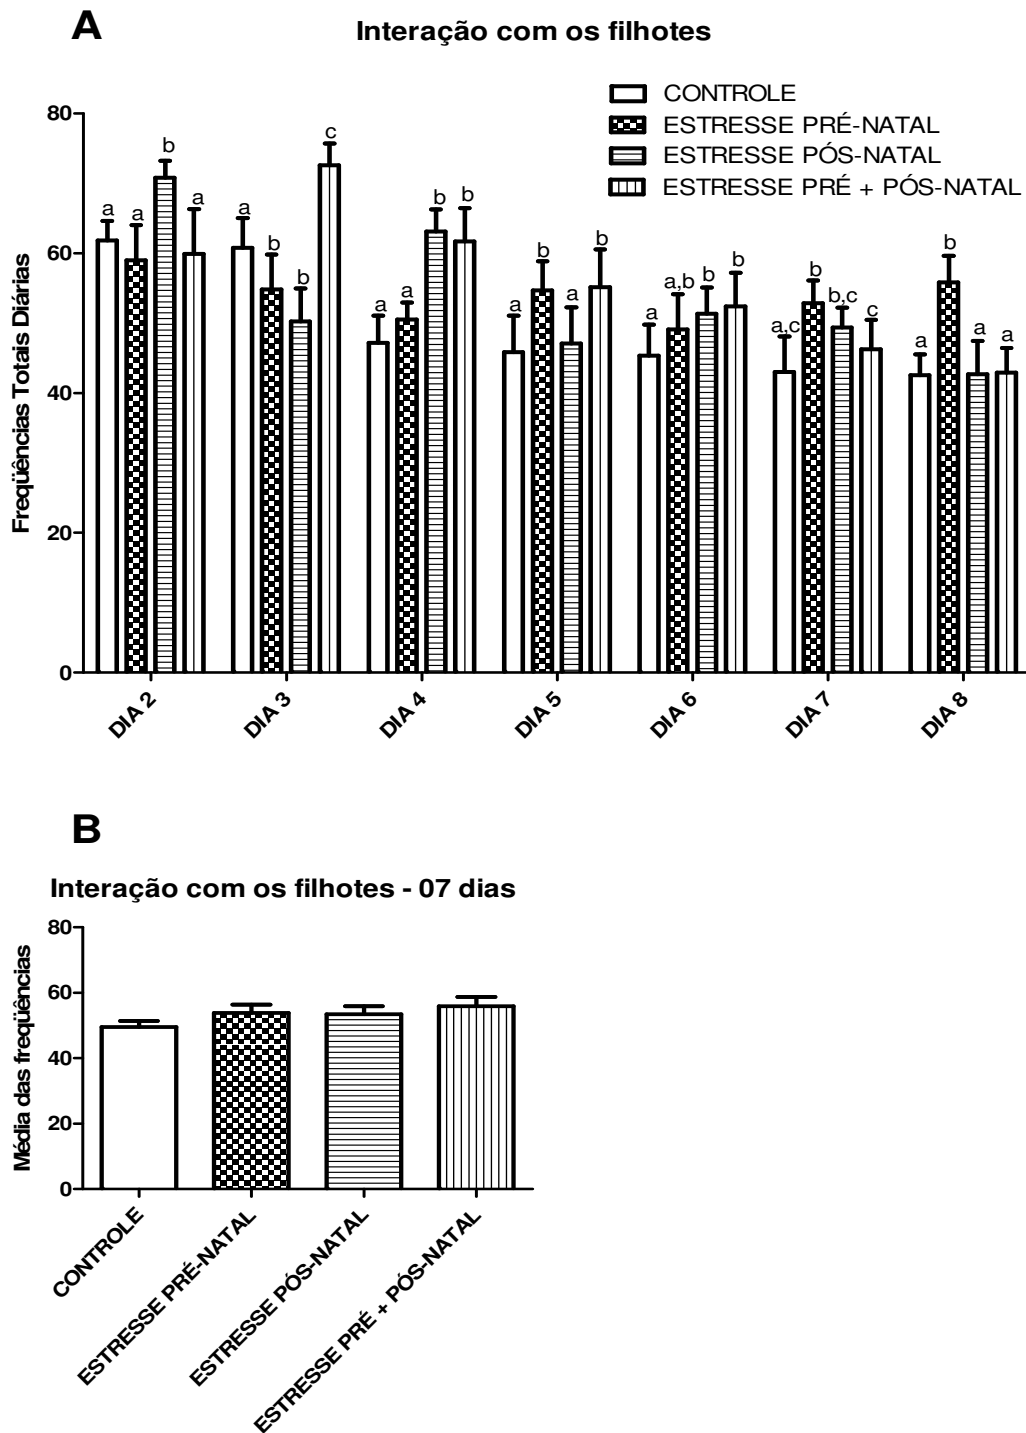 A
Interação com os filhotes
CONTROLE
ESTRESSE PRÉ-NATAL
ESTRESSE PÓS-NATAL
ESTRESSE PRÉ + PÓS-NATAL
Freqüências Totais Diárias
80
60
40
20
0
a a b a
a b b c
a a b b
a b a b
a a,b b b
a,c b b,c c
a b a a
DIA 2 DIA 3 DIA 4 DIA 5 DIA 6 DIA 7 DIA 8
B
Interação com os filhotes - 07 dias
Média das freqüências
80
60
40
20
0
CONTROLE
ESTRESSE PRÉ-NATAL
ESTRESSE PÓS-NATAL
ESTRESSE PRÉ + PÓS-NATAL